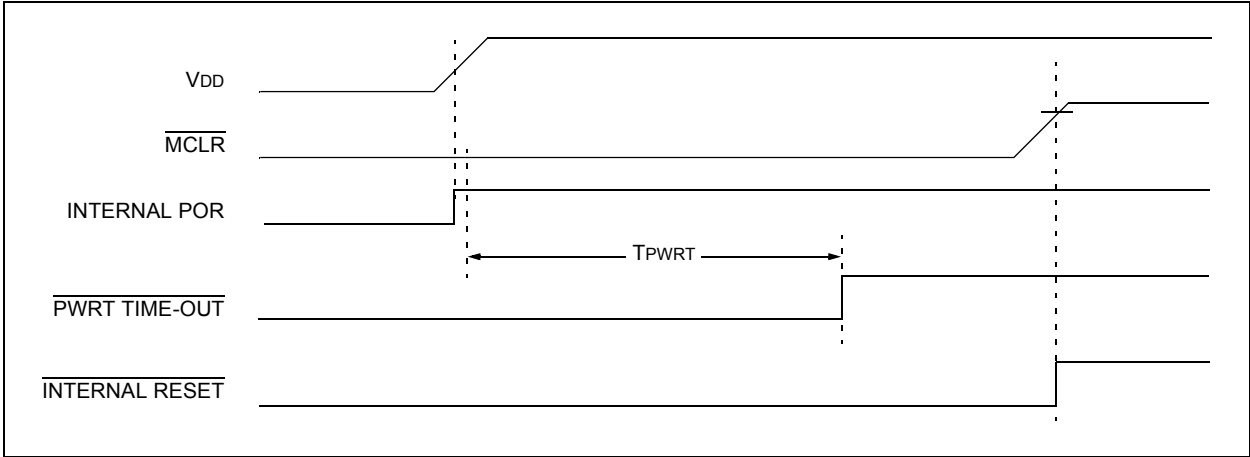 VDD
MCLR
INTERNAL POR
TPWRT
PWRT TIME-OUT
INTERNAL RESET